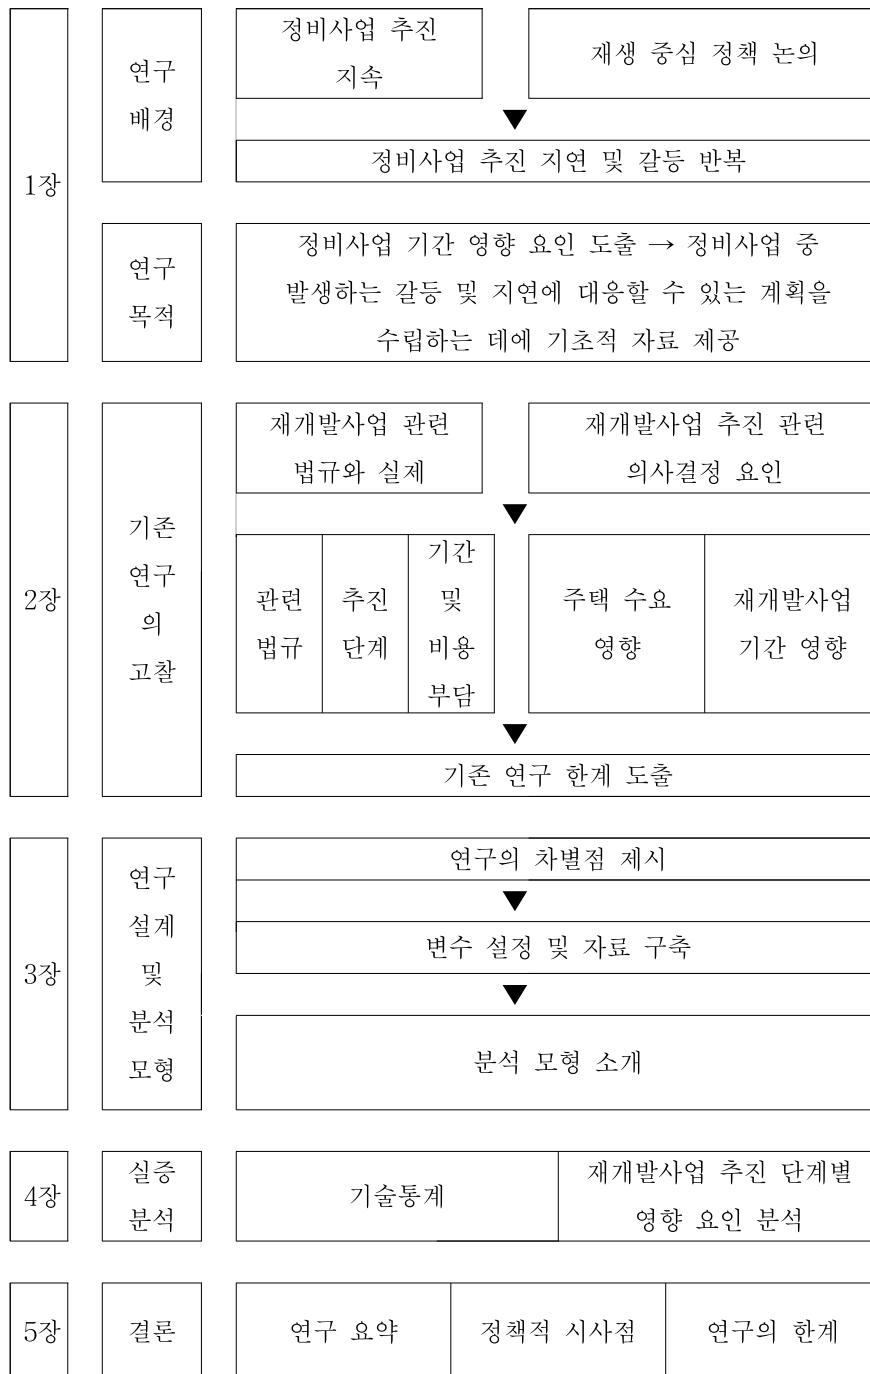 1장
연구
배경
정비사업 추진
지속
재생 중심 정책 논의
▼
정비사업 추진 지연 및 갈등 반복
연구
목적
정비사업 기간 영향 요인 도출 → 정비사업 중
발생하는 갈등 및 지연에 대응할 수 있는 계획을
수립하는 데에 기초적 자료 제공
2장
기존
연구
의
고찰
재개발사업 관련
법규와 실제
재개발사업 추진 관련
의사결정 요인
▼
관련
법규
추진
단계
기간
및
비용
부담
주택 수요
영향
재개발사업
기간 영향
▼
기존 연구 한계 도출
3장
연구
설계
및
분석
모형
연구의 차별점 제시
▼
변수 설정 및 자료 구축
▼
분석 모형 소개
4장
실증
분석
기술통계
재개발사업 추진 단계별
영향 요인 분석
5장
결론
연구 요약
정책적 시사점
연구의 한계